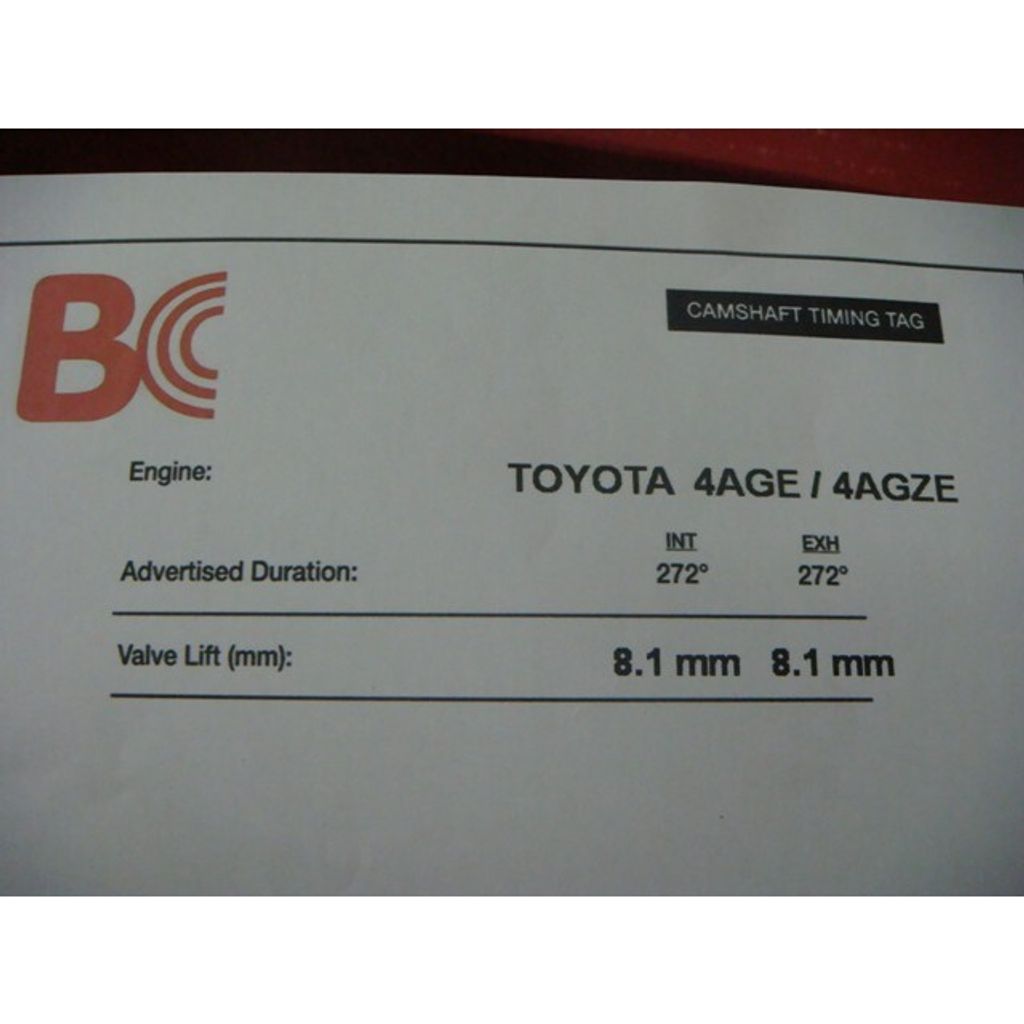 BC
CAMSHAFT TIMING TAG
Engine: TOYOTA 4AGE / 4AGZE
INT EXH
Advertised Duration: 272° 272°
Valve Lift (mm): 8.1 mm 8.1 mm